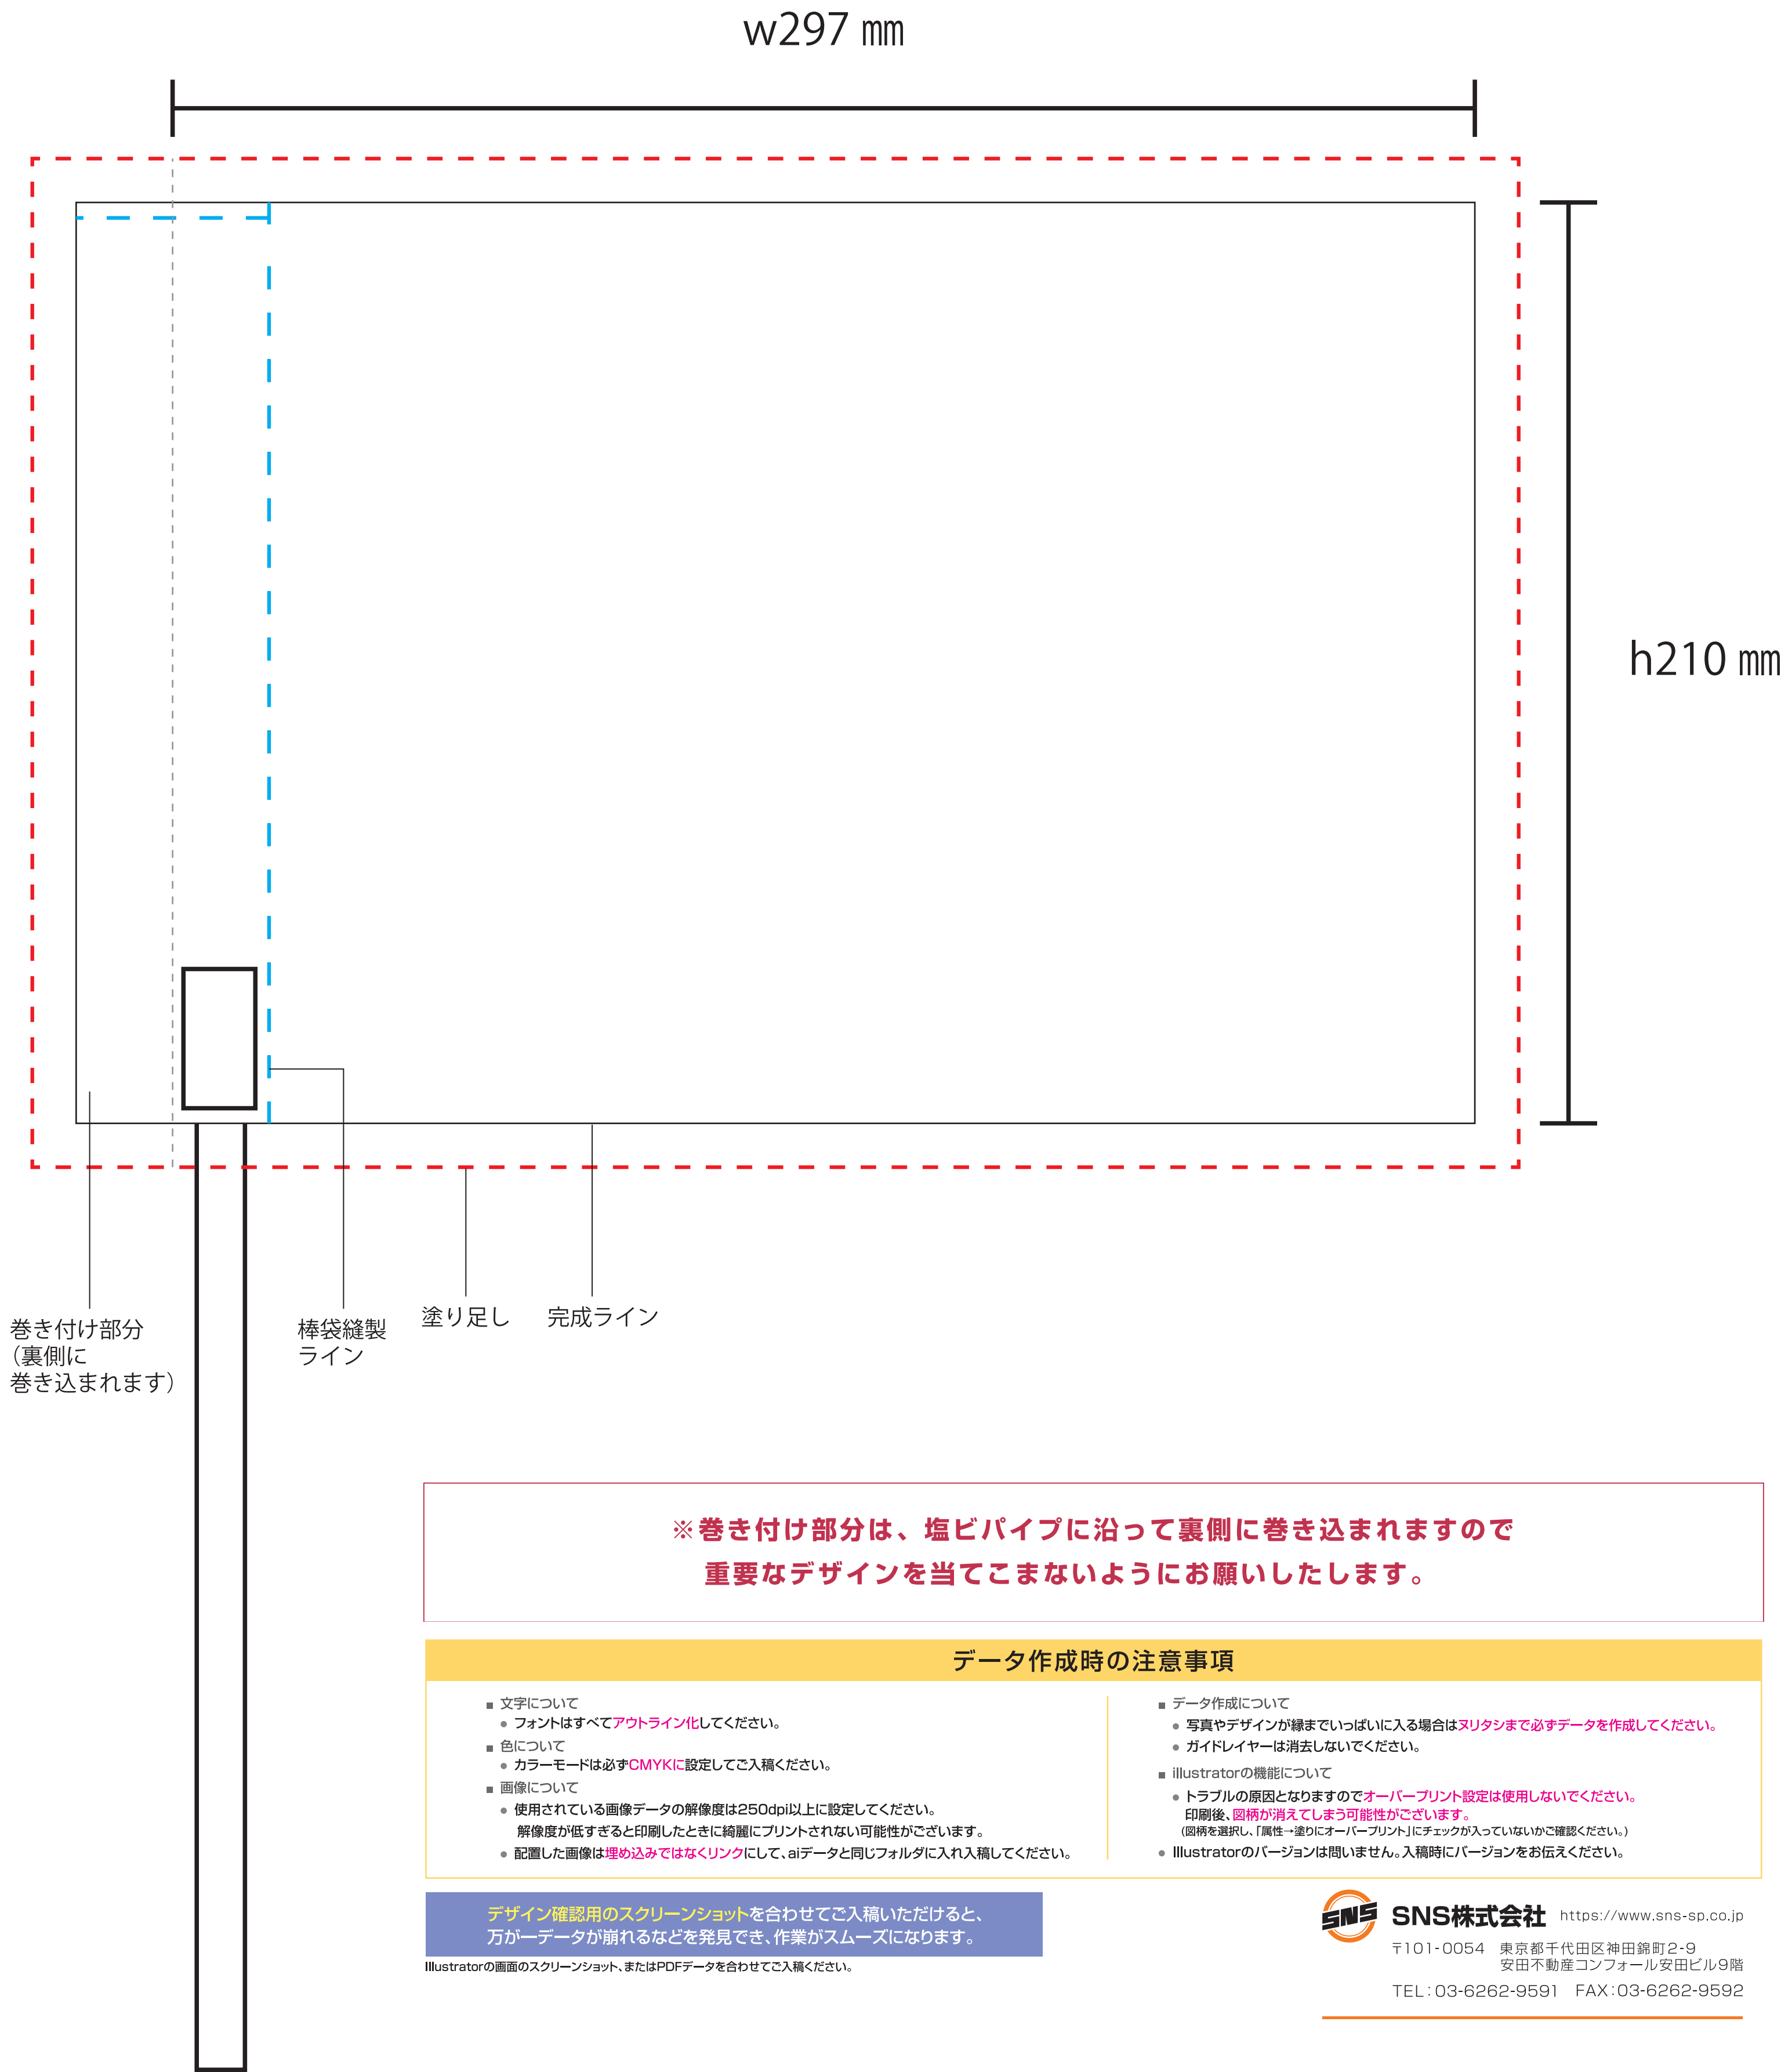 w297㎜
h210㎜
巻き付け部分
（裏側に
巻き込まれます）
棒袋縫製
ライン
塗り足し
完成ライン
※巻き付け部分は、塩ビパイプに沿って裏側に巻き込まれますので
重要なデザインを当てこまないようにお願いしたします。
データ作成時の注意事項
■ 文字について
● フォントはすべてアウトライン化してください。
■ 色について
● カラーモードは必ずCMYKに設定してご入稿ください。
■ 画像について
● 使用されている画像データの解像度は250dpi以上に設定してください。
解像度が低すぎると印刷したときに綺麗にプリントされない可能性がございます。
● 配置した画像は埋め込みではなくリンクにして、aiデータと同じフォルダに入れ入稿してください。
■ データ作成について
● 写真やデザインが縁までいっぱいに入る場合はヌリタシまで必ずデータを作成してください。
● ガイドレイヤーは消去しないでください。
■ illustratorの機能について
● トラブルの原因となりますのでオーバープリント設定は使用しないでください。
印刷後、図柄が消えてしまう可能性がございます。
(図柄を選択し、「属性→塗りにオーバープリント」にチェックが入っていないかご確認ください。)
● Illustratorのバージョンは問いません。入稿時にバージョンをお伝えください。
デザイン確認用のスクリーンショットを合わせてご入稿いただけると、
万が一データが崩れるなどを発見でき、作業がスムーズになります。
Illustratorの画面のスクリーンショット、またはPDFデータを合わせてご入稿ください。
SNS SNS株式会社 https://www.sns-sp.co.jp
〒101-0054 東京都千代田区神田錦町2-9
安田不動産コンフォール安田ビル9階
TEL：03-6262-9591 FAX：03-6262-9592